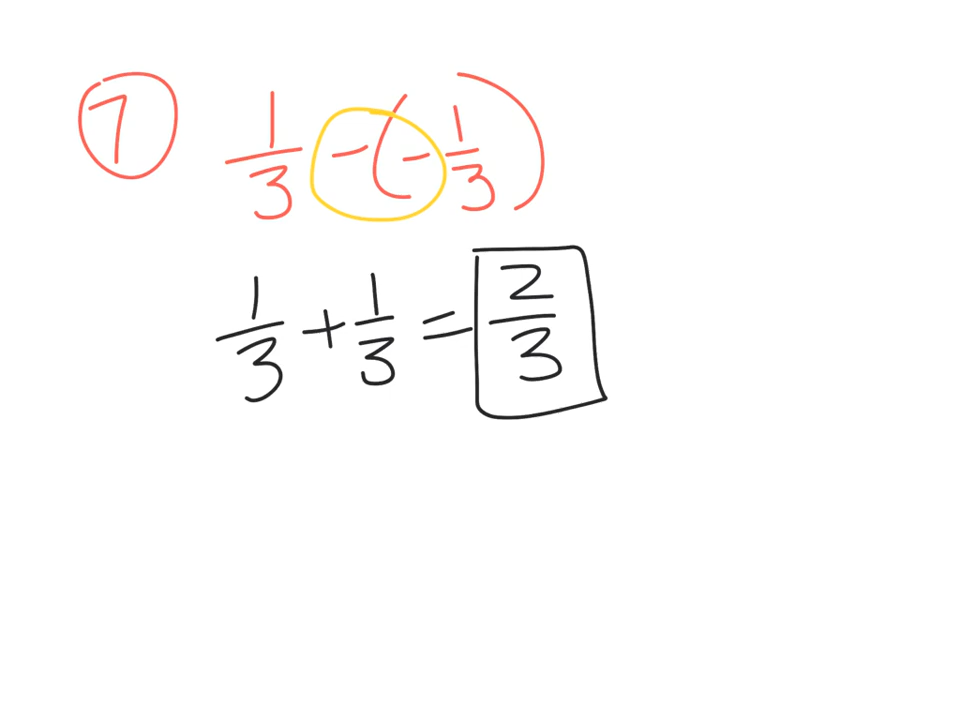 7 1/3 - (- 1/3)
1/3 + 1/3 = 2/3